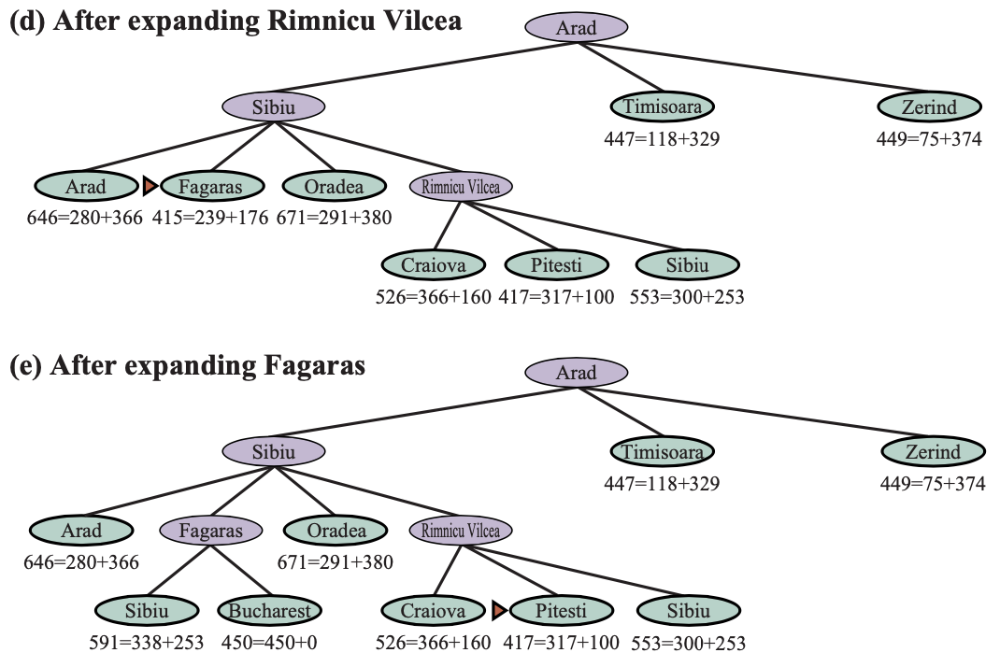 (d) After expanding Rimnicu Vilcea
Arad
Sibiu
Timisoara
Zerind
447=118+329
449=75+374
Arad
Fagaras
Oradea
Rimnicu Vilcea
646=280+366
415=239+176
671=291+380
Craiova
Pitesti
Sibiu
526=366+160
417=317+100
553=300+253
(e) After expanding Fagaras
Arad
Sibiu
Timisoara
Zerind
447=118+329
449=75+374
Arad
Fagaras
Oradea
Rimnicu Vilcea
646=280+366
671=291+380
Sibiu
Bucharest
Craiova
Pitesti
Sibiu
591=338+253
450=450+0
526=366+160
417=317+100
553=300+253